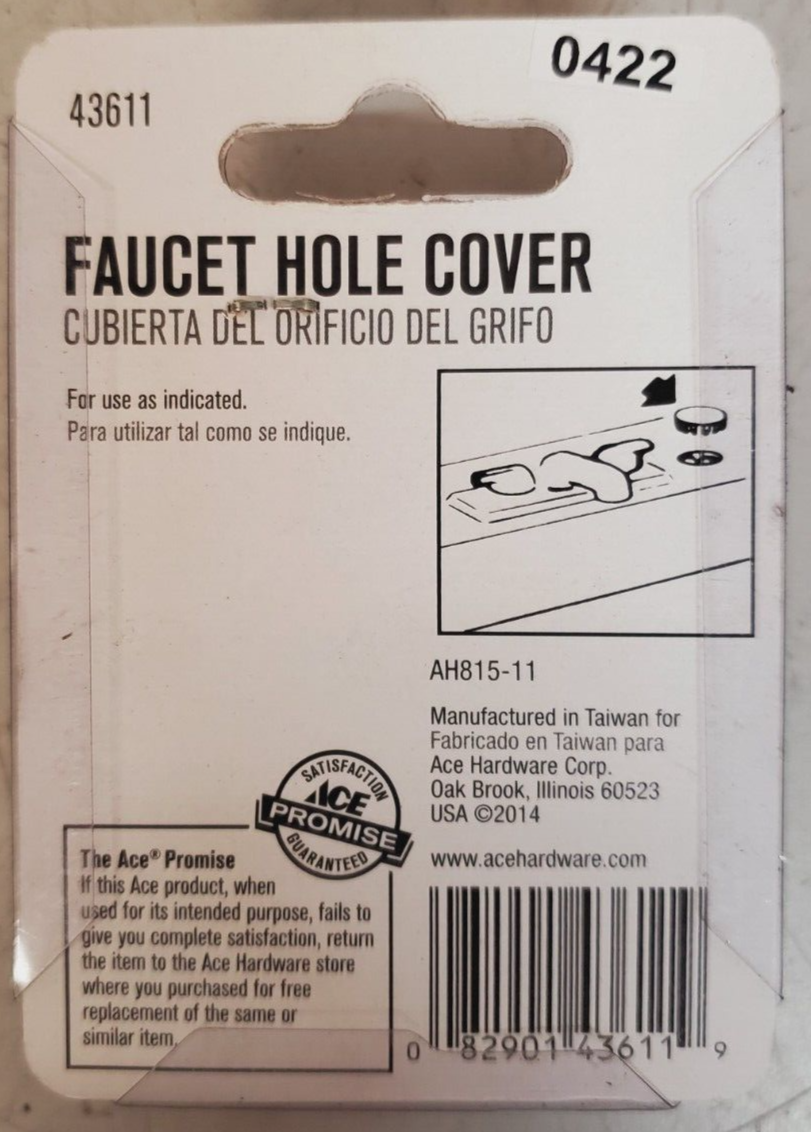 0422
43611
FAUCET HOLE COVER
CUBIERTA DEL ORIFICIO DEL GRIFO
For use as indicated.
Para utilizar tal como se indique.
AH815-11
Manufactured in Taiwan for
Fabricado en Taiwan para
Ace Hardware Corp.
Oak Brook, Illinois 60523
USA ©2014
www.acehardware.com
SATISFACTION
ACE
PROMISE
GUARANTEED
The Ace® Promise
If this Ace product, when
used for its intended purpose, fails to
give you complete satisfaction, return
the item to the Ace Hardware store
where you purchased for free
replacement of the same or
similar item.
0 82901 43611 9